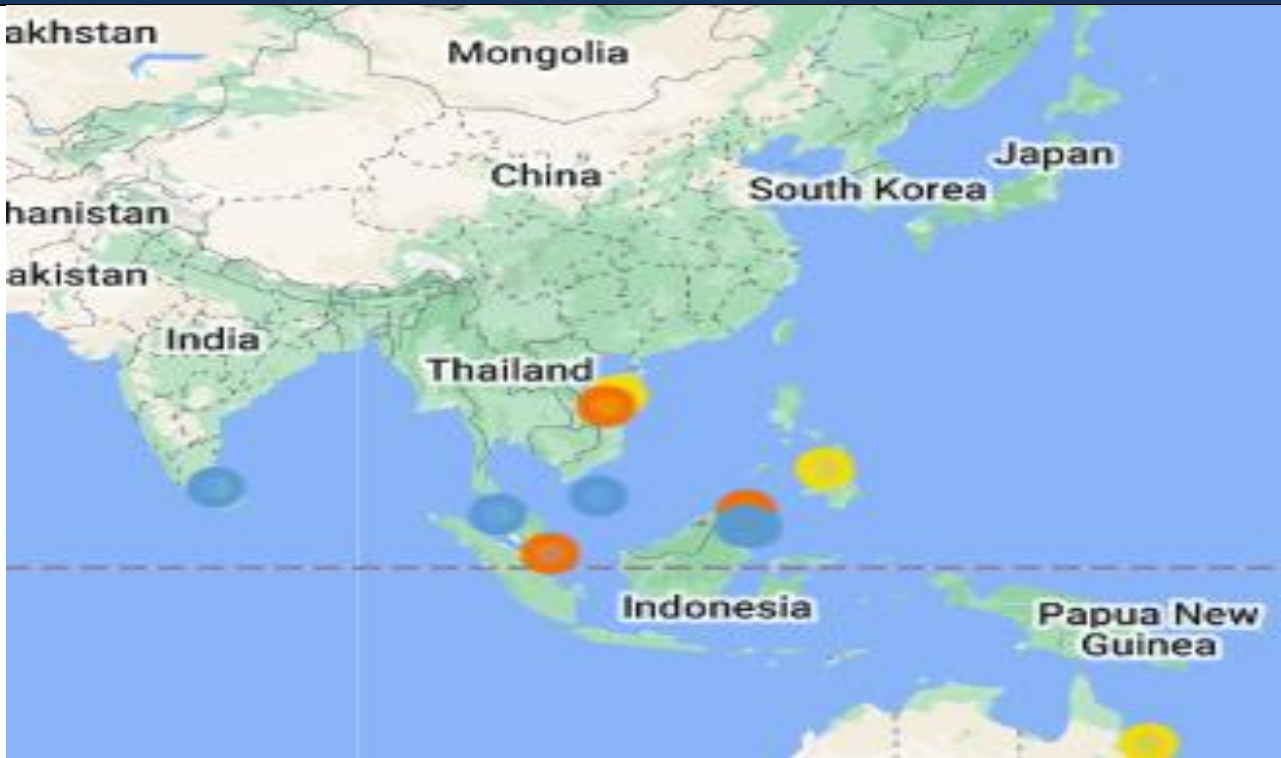 akhstan
Mongolia
China
Japan
South Korea
hanistan
akistan
India
Thailand
Indonesia
Papua New
Guinea